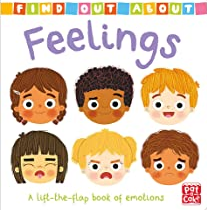 FIND OUT ABOUT
Feelings
A lift-the-flap book of emotions
pat
a
cake